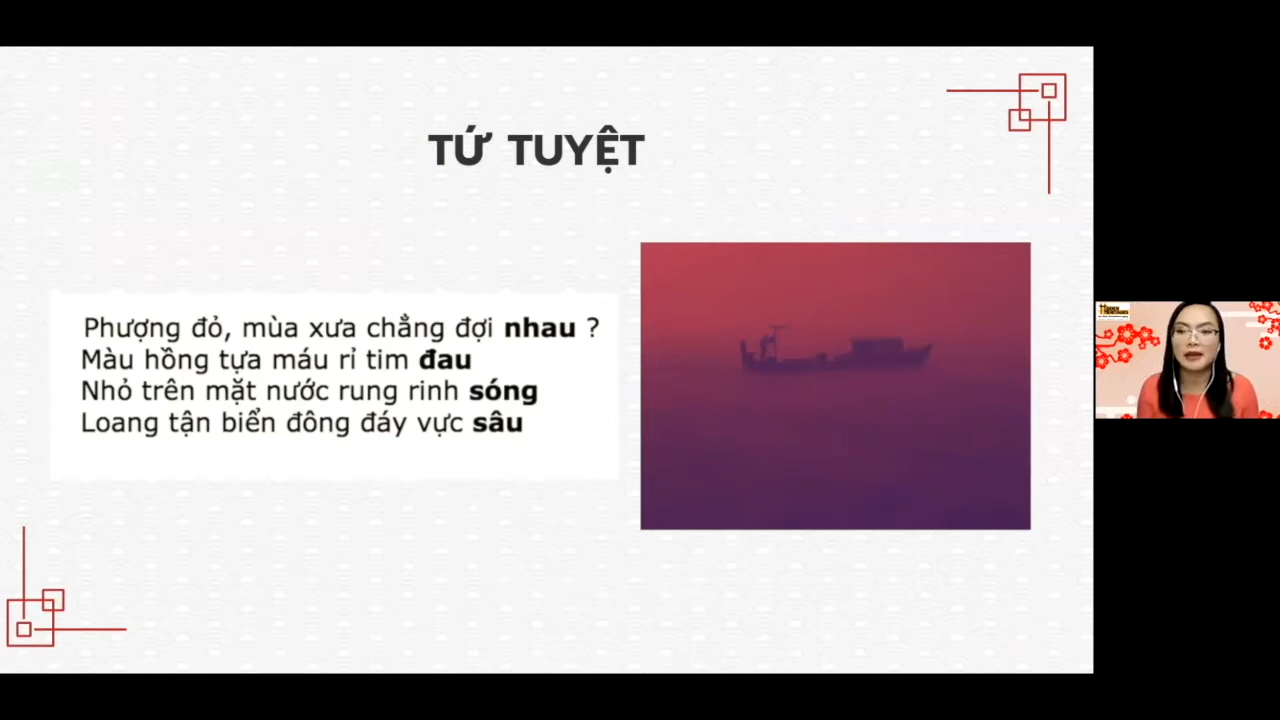 TỨ TUYỆT
Phượng đỏ, mùa xưa chẳng đợi nhau ?
Màu hồng tựa máu rỉ tim đau
Nhỏ trên mặt nước rung rinh sóng
Loang tận biển đông đáy vực sâu